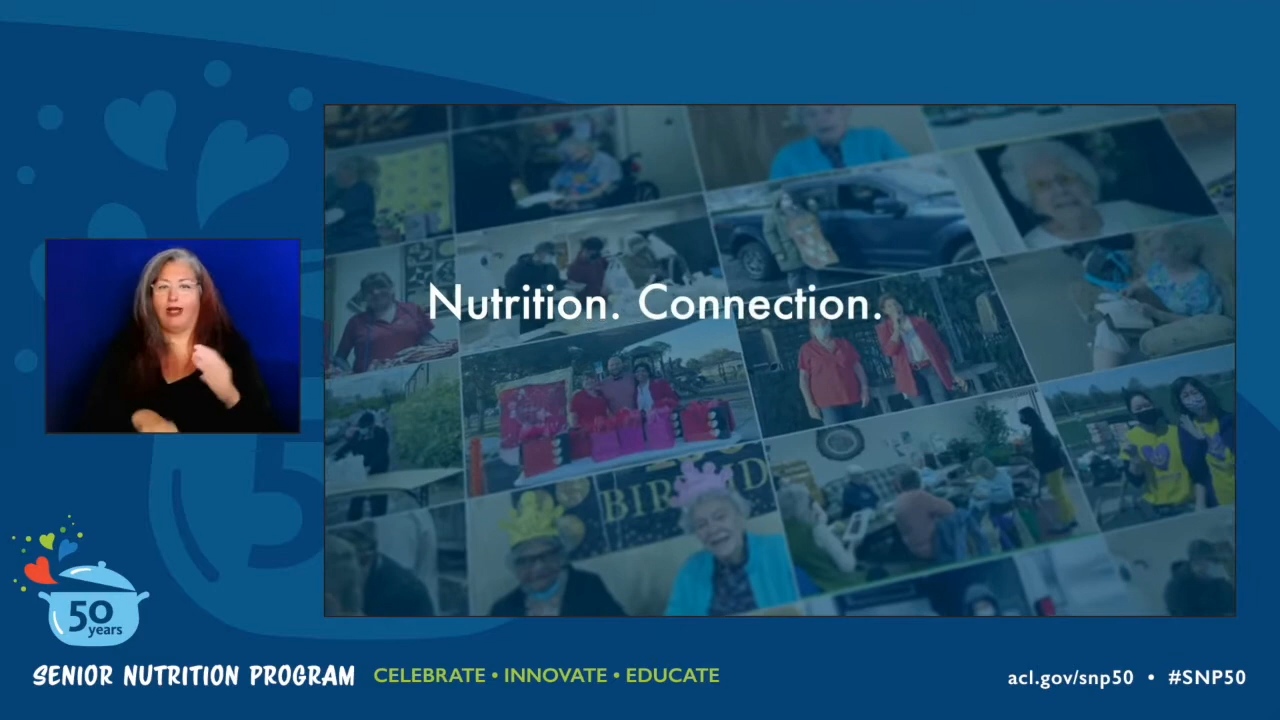 Nutrition. Connection.
BIR
D
50
years
SENIOR NUTRITION PROGRAM
CELEBRATE • INNOVATE • EDUCATE
acl.gov/snp50 • #SNP50